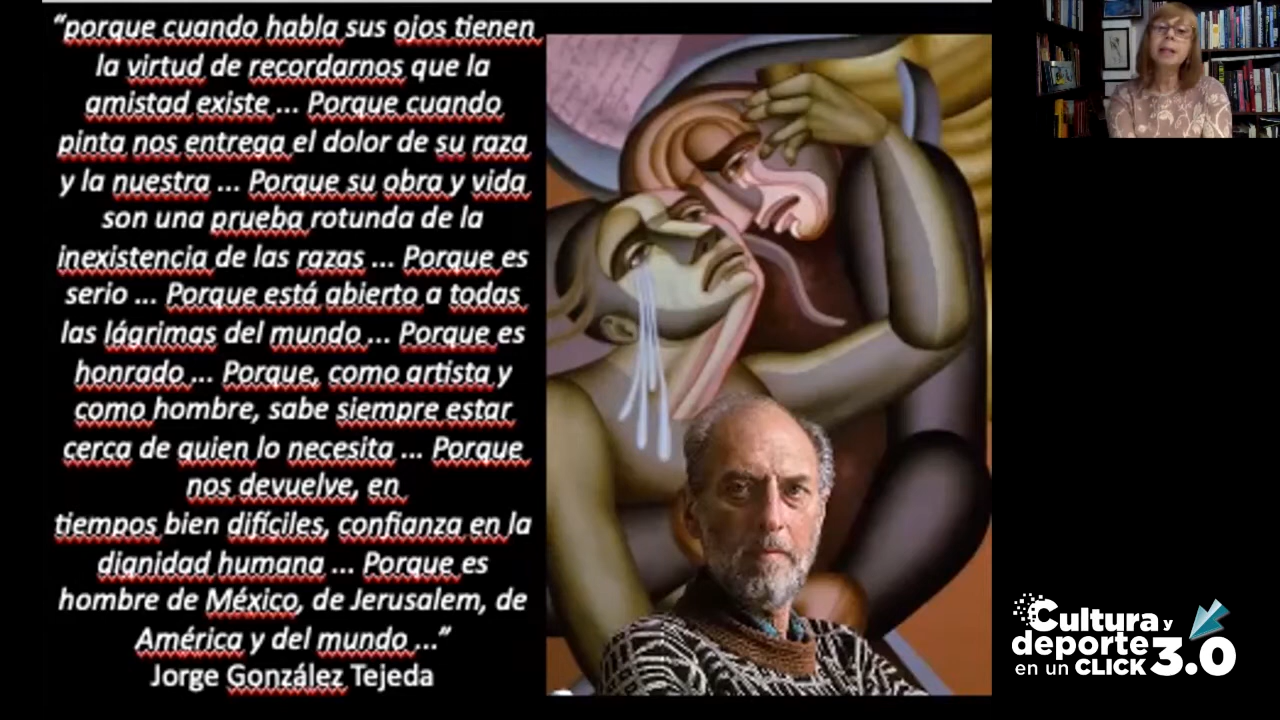 “porque cuando habla sus ojos tienen
la virtud de recordarnos que la
amistad existe ... Porque cuando
pinta nos entrega el dolor de su raza
y la nuestra ... Porque su obra y vida
son una prueba rotunda de la
inexistencia de las razas ... Porque es
serio ... Porque está abierto a todas
las lágrimas del mundo ... Porque es
honrado ... Porque, como artista y
como hombre, sabe siempre estar
cerca de quien lo necesita ... Porque
nos devuelve, en
tiempos bien difíciles, confianza en la
dignidad humana ... Porque es
hombre de México, de Jerusalem, de
América y del mundo ...”
Jorge González Tejeda
Cultura y
deporte
en un CLICK 3.0